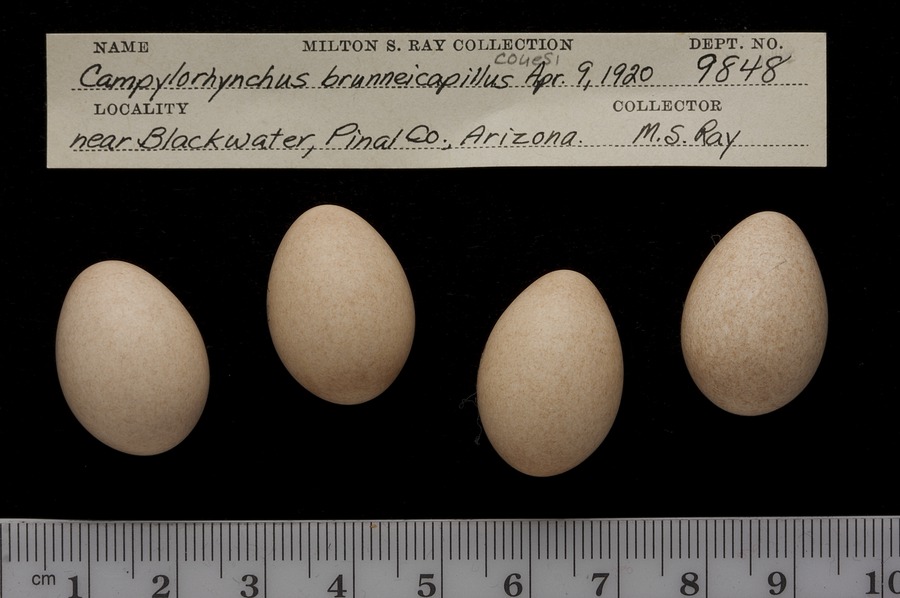 NAME MILTON S. RAY COLLECTION DEPT. NO.
couesi
Campylorhynchus brunneicapillus Apr. 9, 1920 9848
LOCALITY COLLECTOR
near Blackwater, Pinal Co., Arizona. M.S. Ray
cm 1 2 3 4 5 6 7 8 9 10